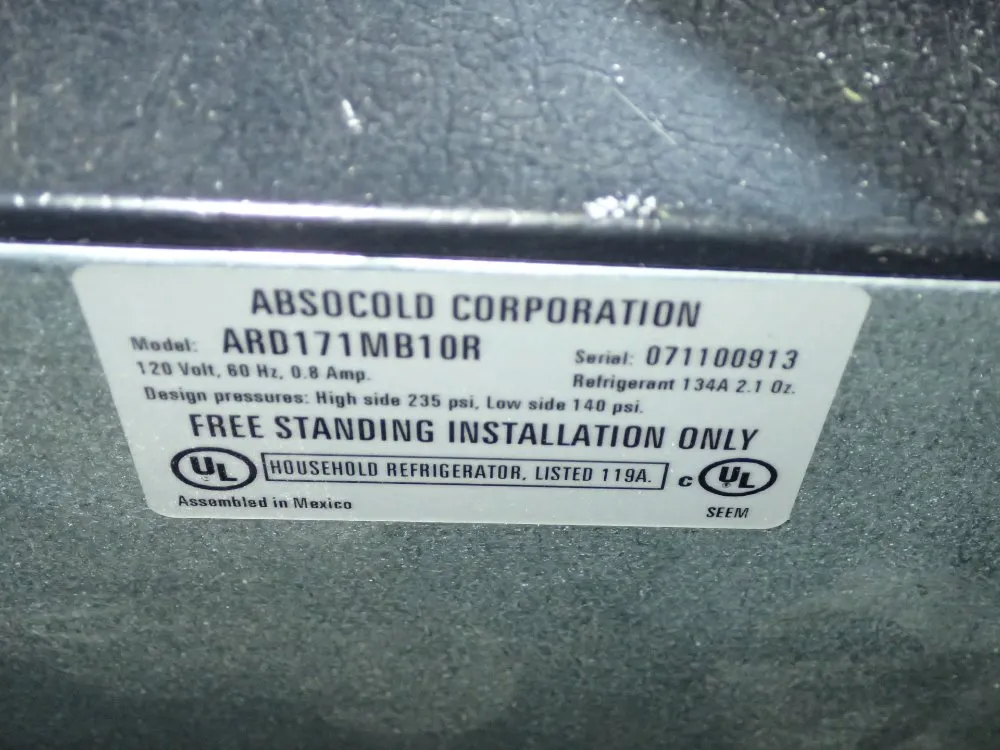 ABSOCOLD CORPORATION
Model: ARD171MB10R Serial: 071100913
120 Volt, 60 Hz, 0.8 Amp. Refrigerant 134A 2.1 Oz.
Design pressures: High side 235 psi, Low side 140 psi.
FREE STANDING INSTALLATION ONLY
UL HOUSEHOLD REFRIGERATOR, LISTED 119A. c UL
Assembled in Mexico SEEM